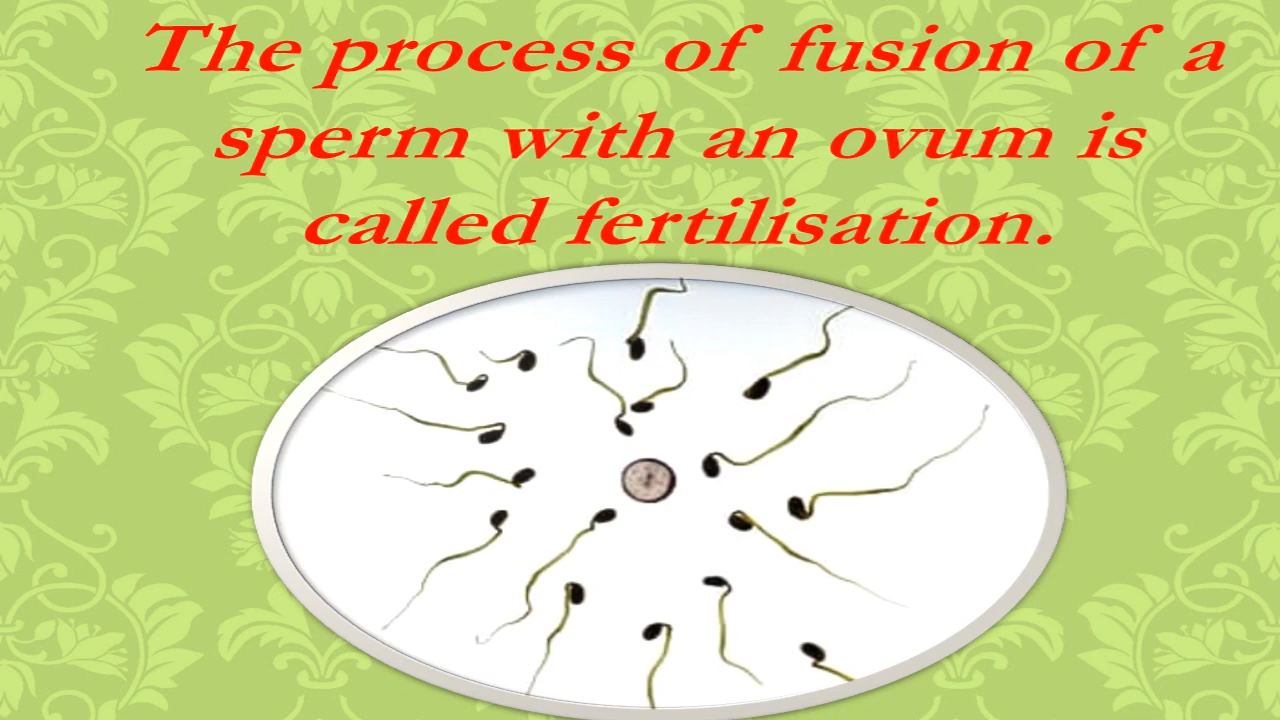 The process of fusion of a
sperm with an ovum is
called fertilisation.